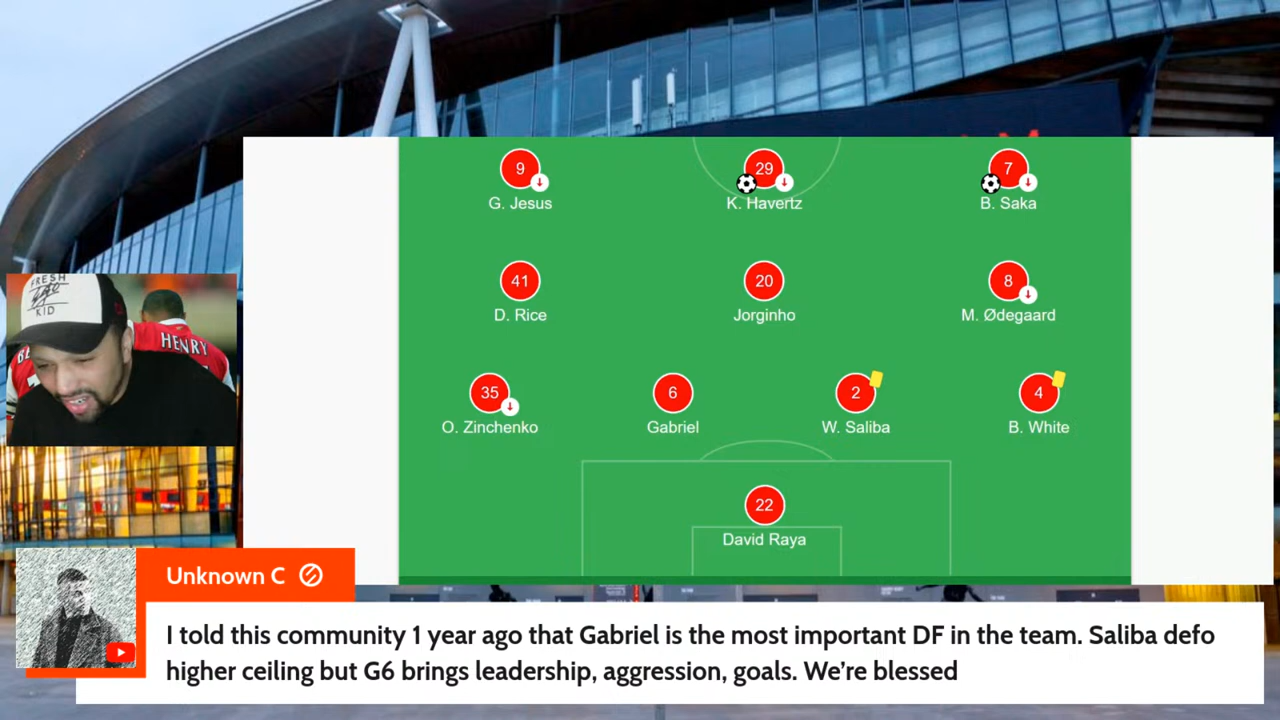 9
29
7
G. Jesus
K. Havertz
B. Saka
41
20
8
D. Rice
Jorginho
M. Ødegaard
35
6
2
4
O. Zinchenko
Gabriel
W. Saliba
B. White
22
David Raya
FRESH
KID
HENRY
Unknown C
I told this community 1 year ago that Gabriel is the most important DF in the team. Saliba defo
higher ceiling but G6 brings leadership, aggression, goals. We’re blessed